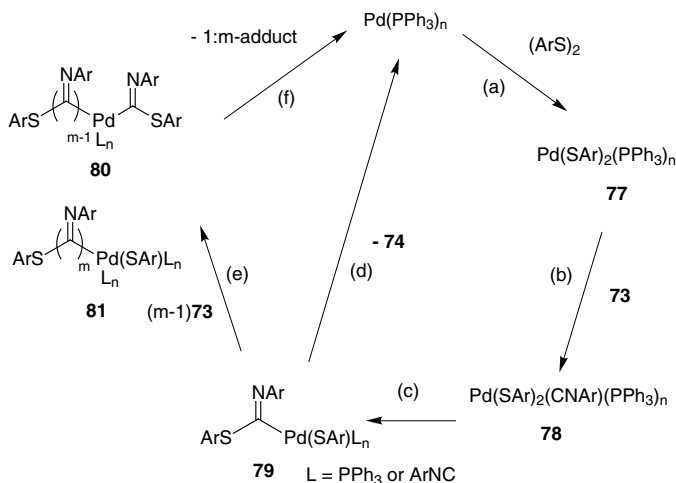 - 1:m-adduct
Pd(PPh3)n
(ArS)2
(a)
(f)
NAr
NAr
ArS
( )
m-1
Pd
Ln
SAr
80
Pd(SAr)2(PPh3)n
77
- 74
(d)
(b)
73
NAr
ArS
( )
m
Pd(SAr)Ln
Ln
81
(e)
(m-1)73
NAr
ArS
Pd(SAr)Ln
79
(c)
Pd(SAr)2(CNAr)(PPh3)n
78
L = PPh3 or ArNC